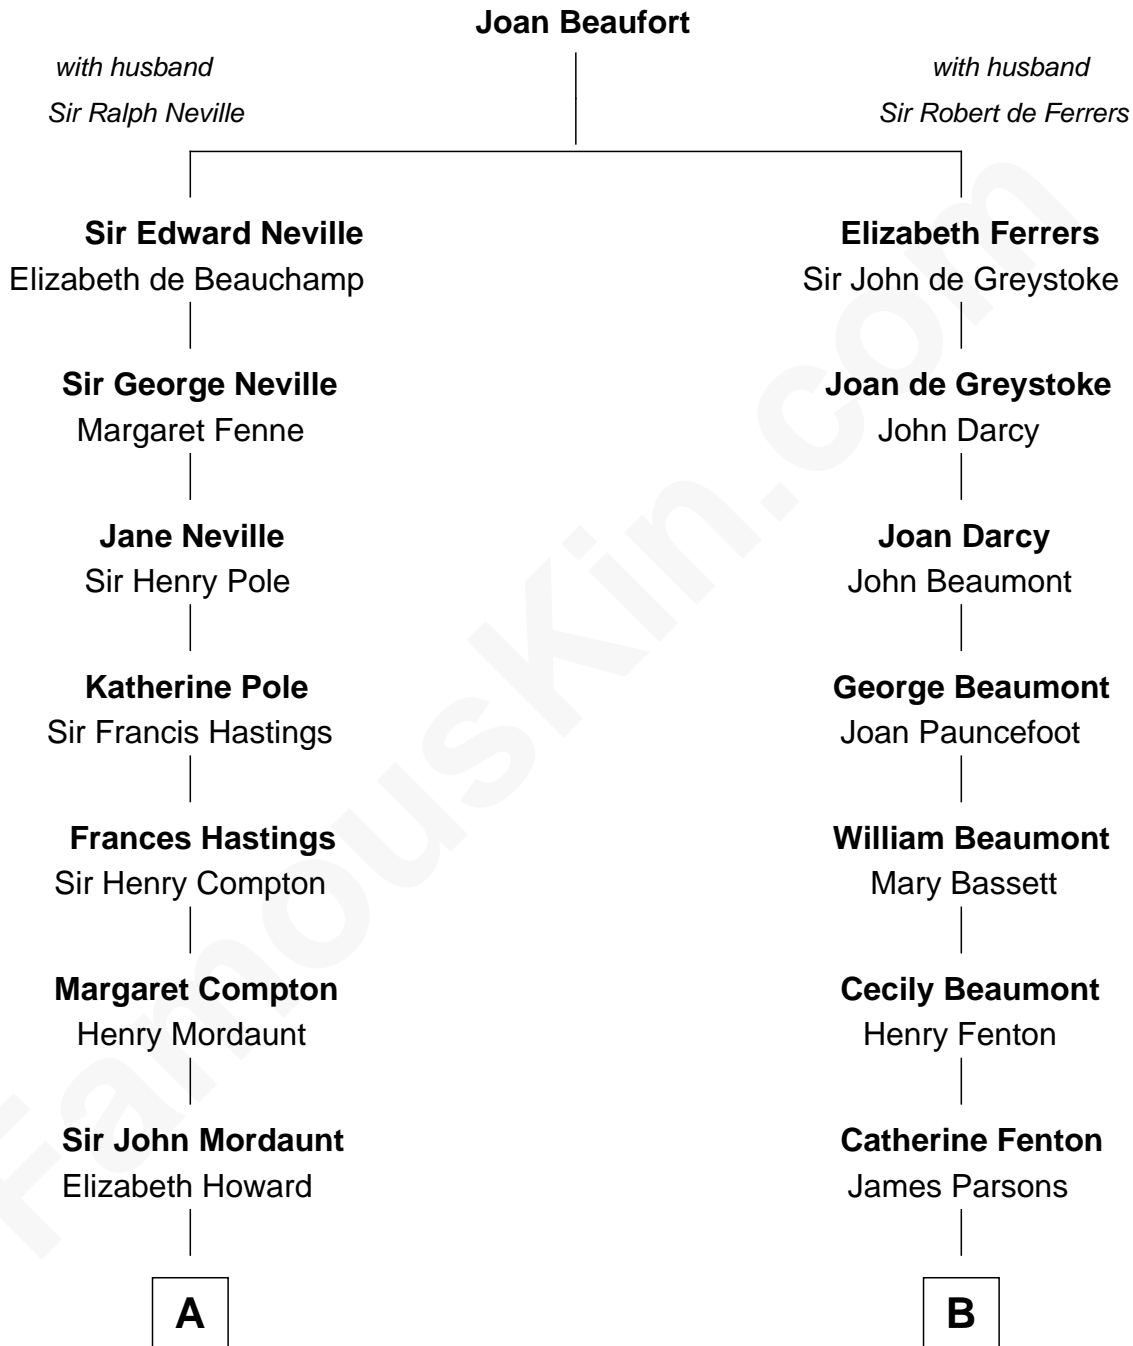 Joan Beaufort
with husband
Sir Ralph Neville
with husband
Sir Robert de Ferrers
Sir Edward Neville
Elizabeth de Beauchamp
Sir George Neville
Margaret Fenne
Jane Neville
Sir Henry Pole
Katherine Pole
Sir Francis Hastings
Frances Hastings
Sir Henry Compton
Margaret Compton
Henry Mordaunt
Sir John Mordaunt
Elizabeth Howard
A
Elizabeth Ferrers
Sir John de Greystoke
Joan de Greystoke
John Darcy
Joan Darcy
John Beaumont
George Beaumont
Joan Pauncefoot
William Beaumont
Mary Bassett
Cecily Beaumont
Henry Fenton
Catherine Fenton
James Parsons
B
FamousKin.com